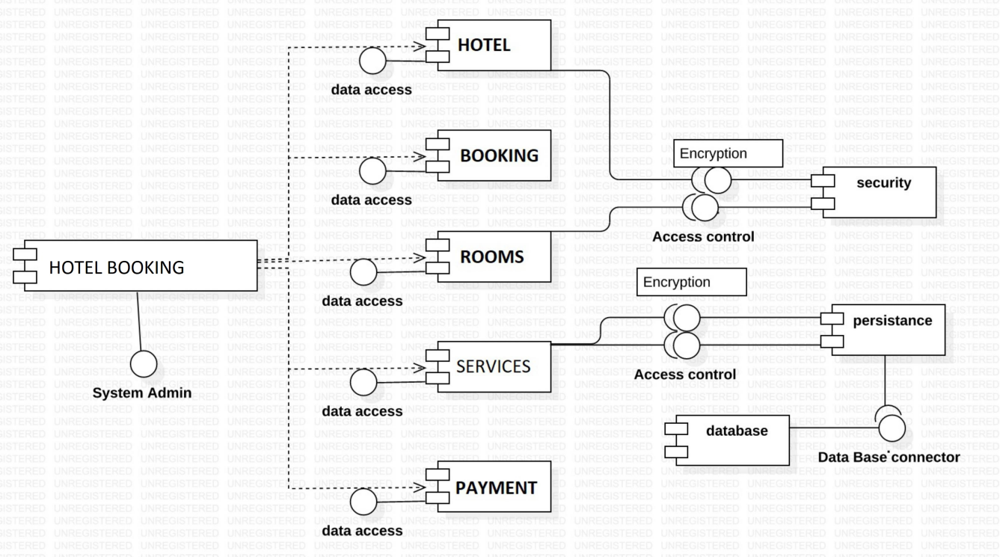 HOTEL
data access
BOOKING
data access
Encryption
security
Access control
HOTEL BOOKING
ROOMS
data access
Encryption
persistance
System Admin
SERVICES
Access control
data access
database
Data Base connector
PAYMENT
data access
UNREGISTERED